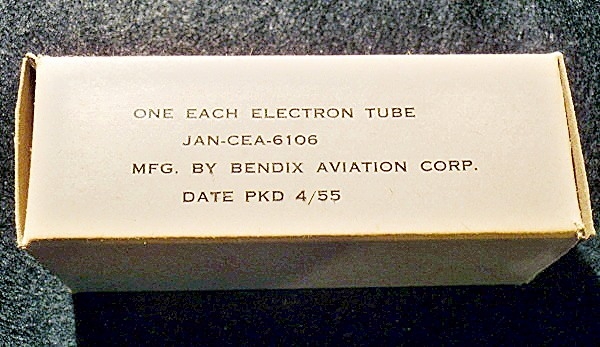 ONE EACH ELECTRON TUBE
JAN-CEA-6106
MFG. BY BENDIX AVIATION CORP.
DATE PKD 4/55